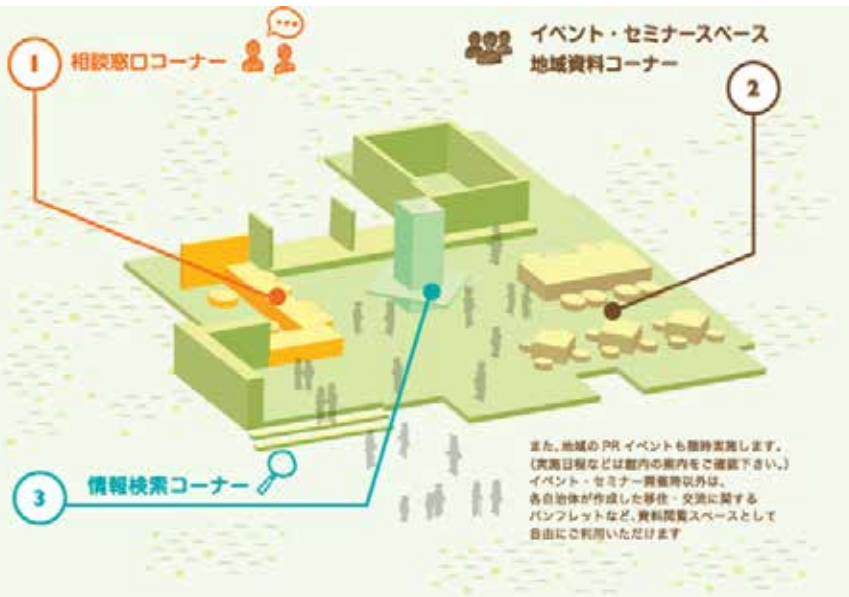 1
相談窓口コーナー
イベント・セミナースペース
地域資料コーナー
2
3
情報検索コーナー
また、地域の PR イベントも随時実施します。
(実施日程などは館内の案内をご確認下さい。)
イベント・セミナー開催時以外は、
各自治体が作成した移住・交流に関する
パンフレットなど、資料閲覧スペースとして
自由にご利用いただけます